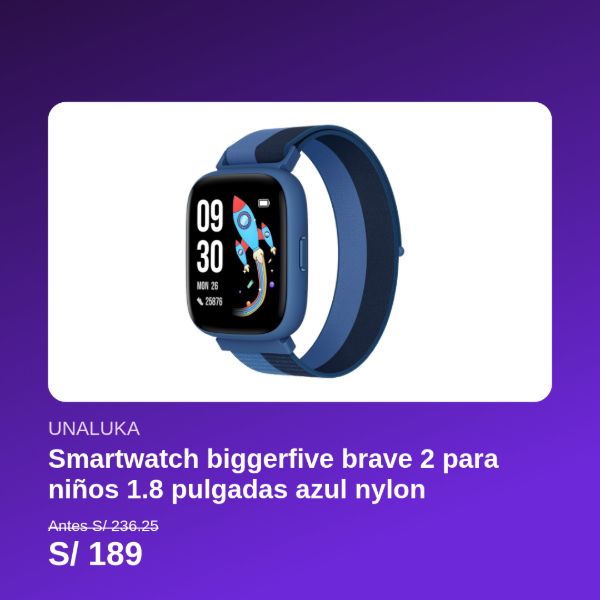 09
30
MON 26
25876
UNALUKA
Smartwatch biggerfive brave 2 para
niños 1.8 pulgadas azul nylon
Antes S/ 236.25
S/ 189